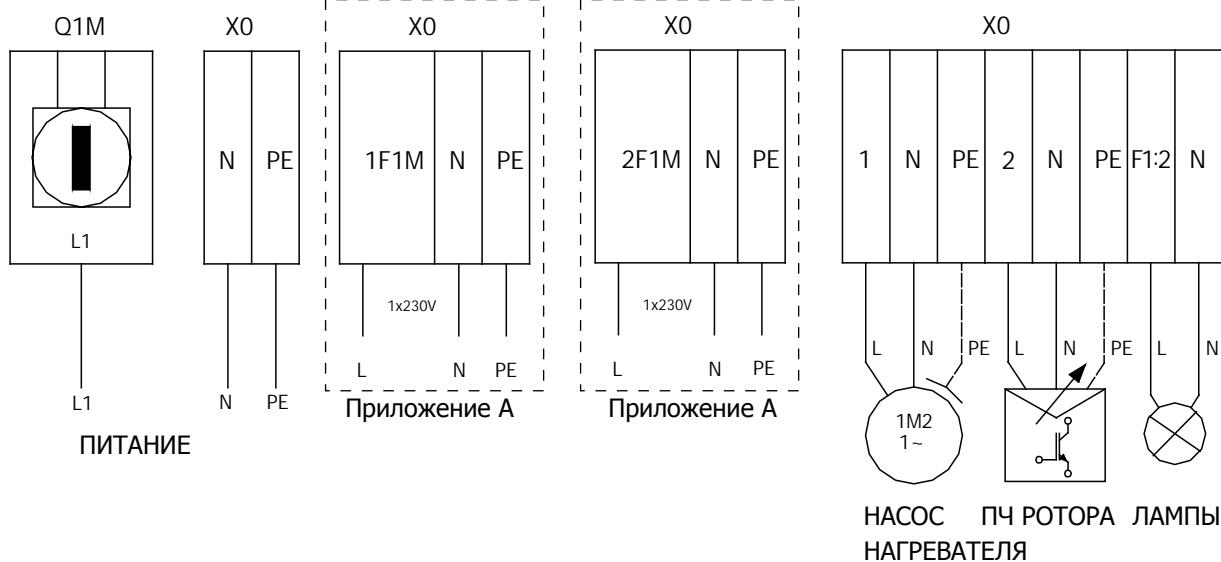 Q1M X0 X0 X0 X0
N PE 1F1M N PE 2F1M N PE 1 N PE 2 N PE F1:2 N
L1
1x230V 1x230V
L N PE L N PE L N PE L N
L N PE L N PE
L1 N PE
Приложение А Приложение А
1M2
1~
ПИТАНИЕ
НАСОС ПЧ РОТОРА ЛАМПЫ
НАГРЕВАТЕЛЯ